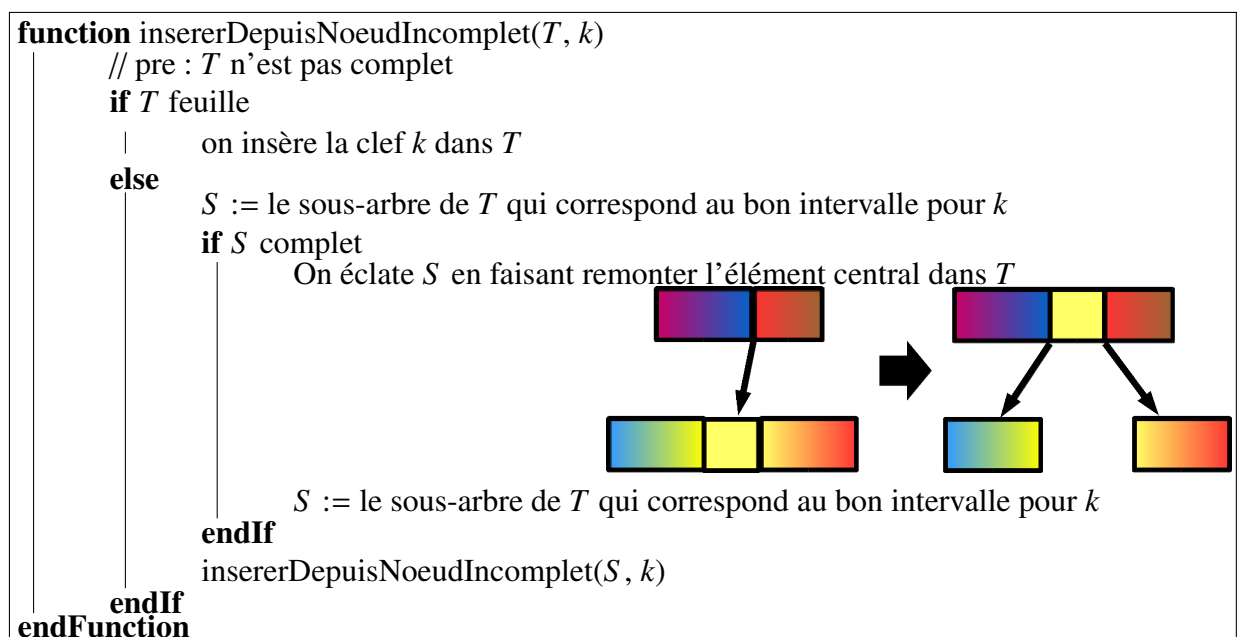 function insererDepuisNoeudIncomplet(T, k)
// pre : T n'est pas complet
if T feuille
on insère la clef k dans T
else
S := le sous-arbre de T qui correspond au bon intervalle pour k
if S complet
On éclate S en faisant remonter l'élément central dans T
S := le sous-arbre de T qui correspond au bon intervalle pour k
endIf
insererDepuisNoeudIncomplet(S, k)
endIf
endFunction